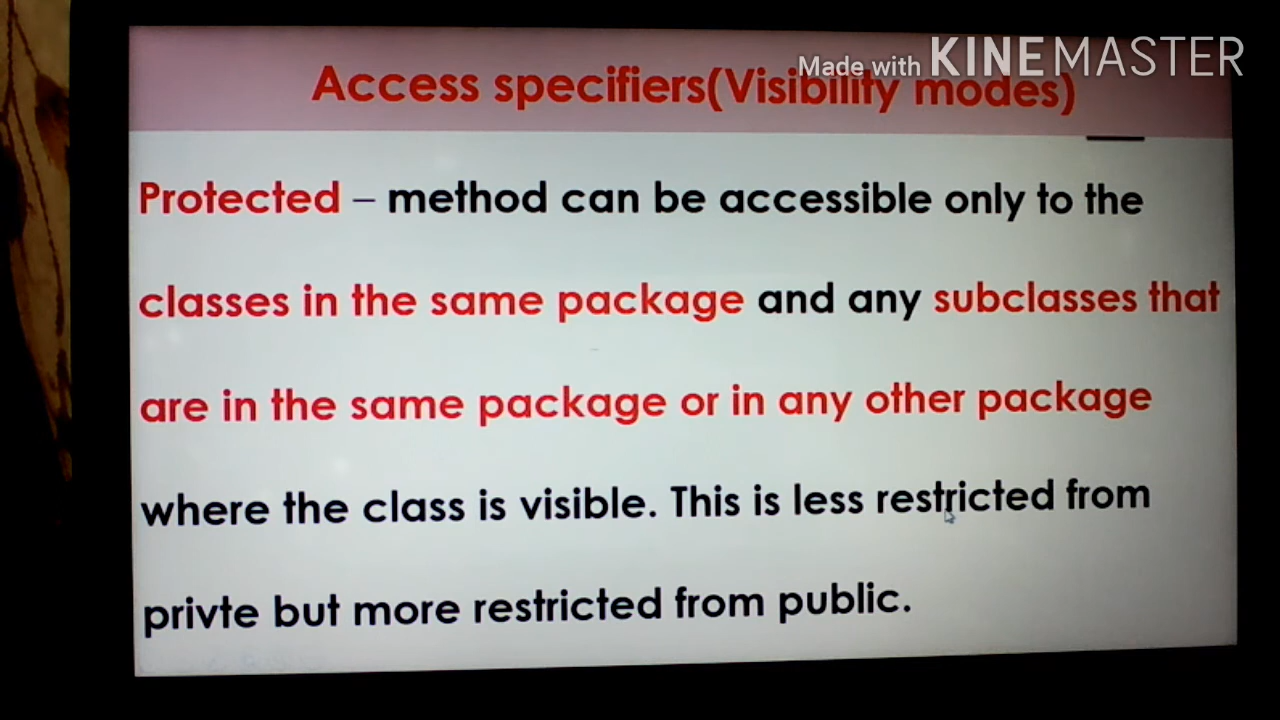 Made with KINEMASTER
Access specifiers(Visibility modes)
Protected – method can be accessible only to the
classes in the same package and any subclasses that
are in the same package or in any other package
where the class is visible. This is less restricted from
privte but more restricted from public.